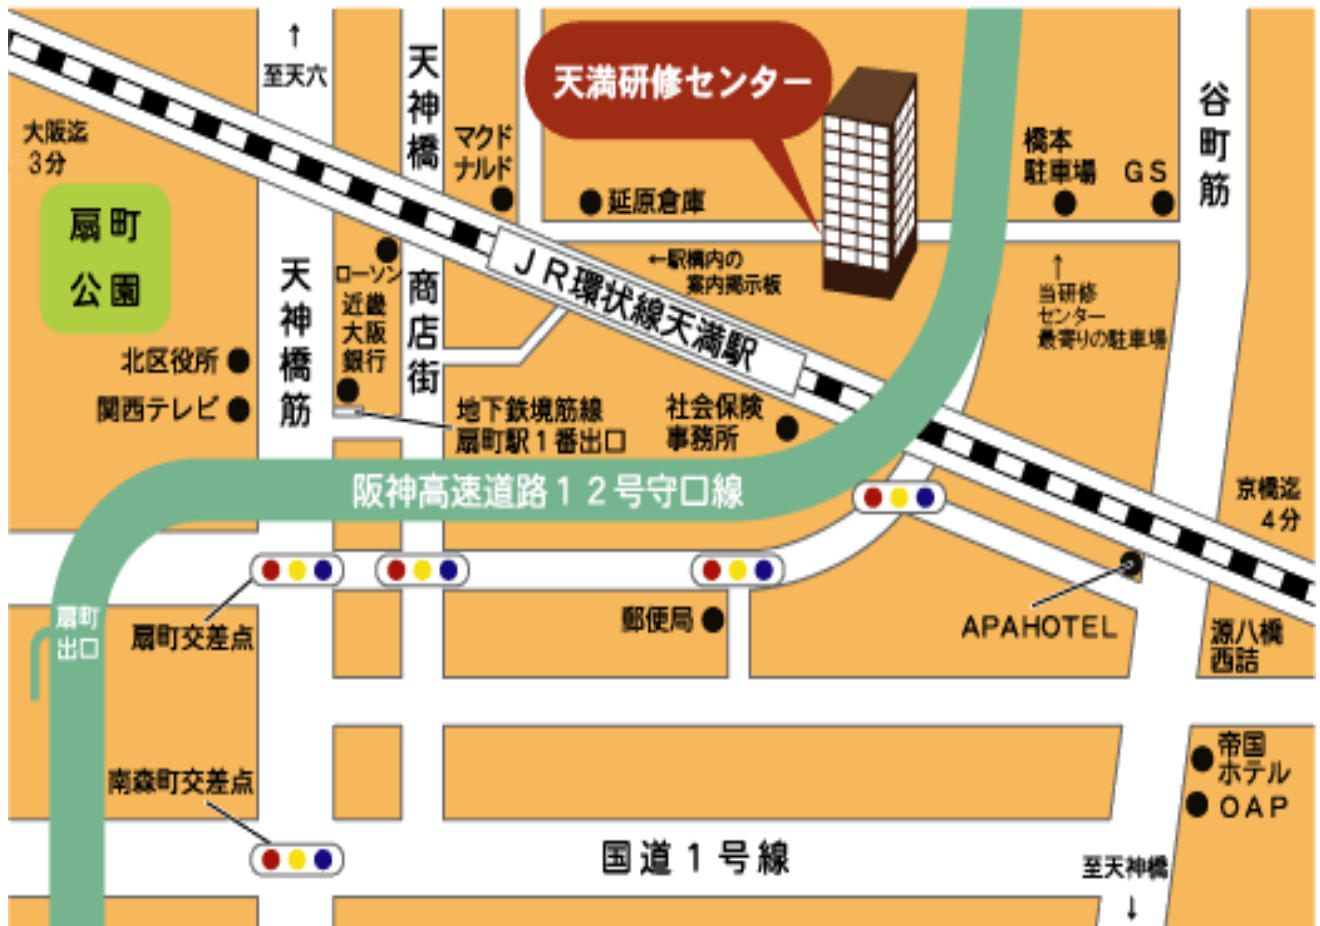 ↑
至天六
天神橋
マクド
ナルド
天満研修センター
橋本
駐車場
GS
谷町筋
大阪迄
3分
扇町
公園
延原倉庫
←駅構内の
案内掲示板
ローソン
近畿
大阪
銀行
天神橋筋
商店街
JR環状線天満駅
↑
当研修
センター
最寄りの駐車場
北区役所
関西テレビ
地下鉄境筋線
扇町駅1番出口
社会保険
事務所
阪神高速道路12号守口線
京橋迄
4分
扇町
出口
扇町交差点
郵便局
APAHOTEL
源八橋
西詰
帝国
ホテル
OAP
南森町交差点
国道1号線
至天神橋
↓